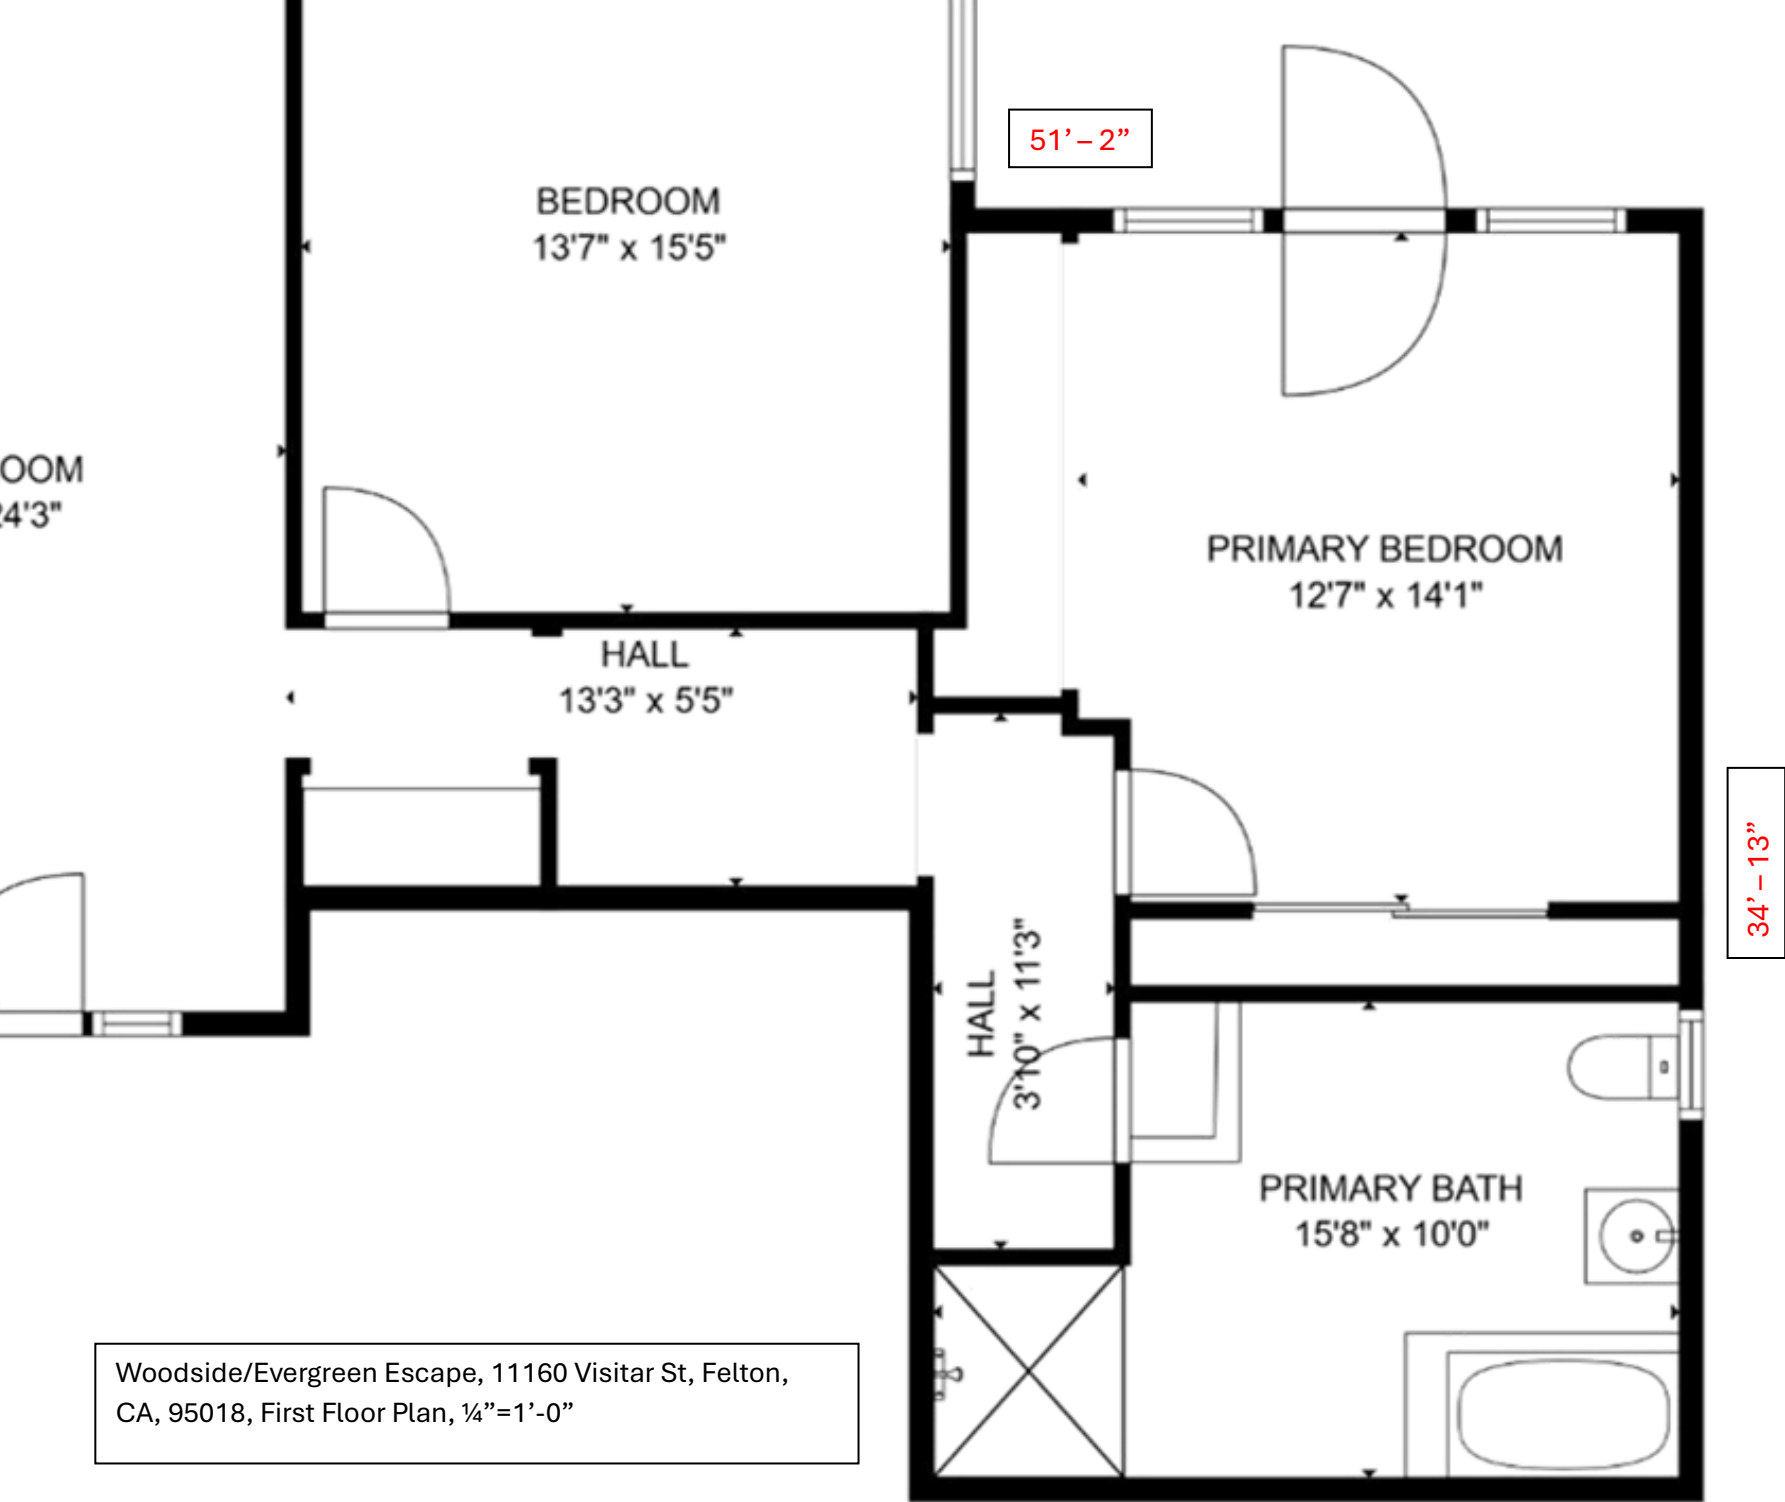 51’ – 2”
BEDROOM
13'7" x 15'5"
OOM
24'3"
PRIMARY BEDROOM
12'7" x 14'1"
HALL
13'3" x 5'5"
34’ – 13”
HALL
3'10" x 11'3"
PRIMARY BATH
15'8" x 10'0"
Woodside/Evergreen Escape, 11160 Visitar St, Felton,
CA, 95018, First Floor Plan, ¼”=1’-0”